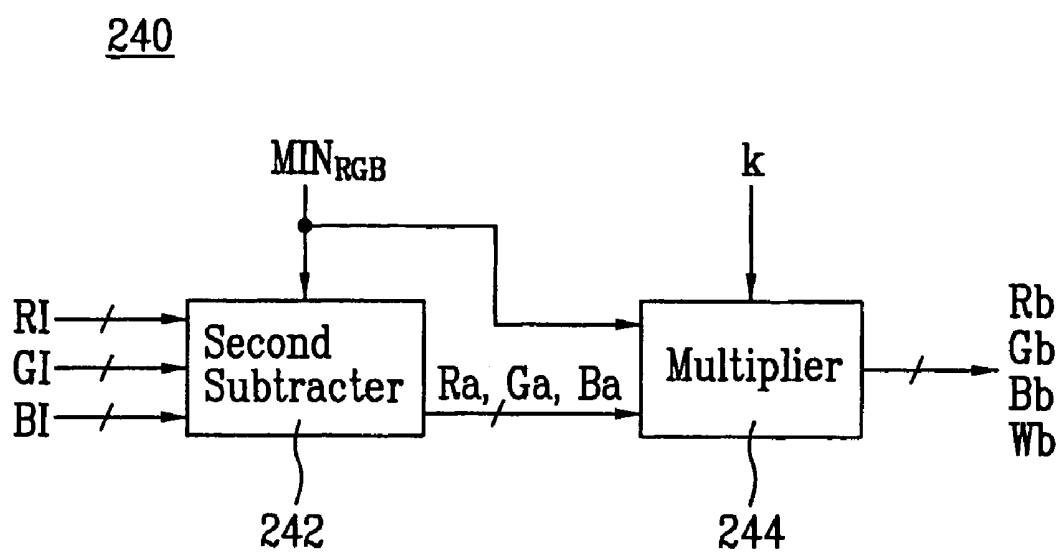 240
MIN_RGB
k
RI
GI
BI
Second
Subtracter
Ra, Ga, Ba
Multiplier
Rb
Gb
Bb
Wb
242
244